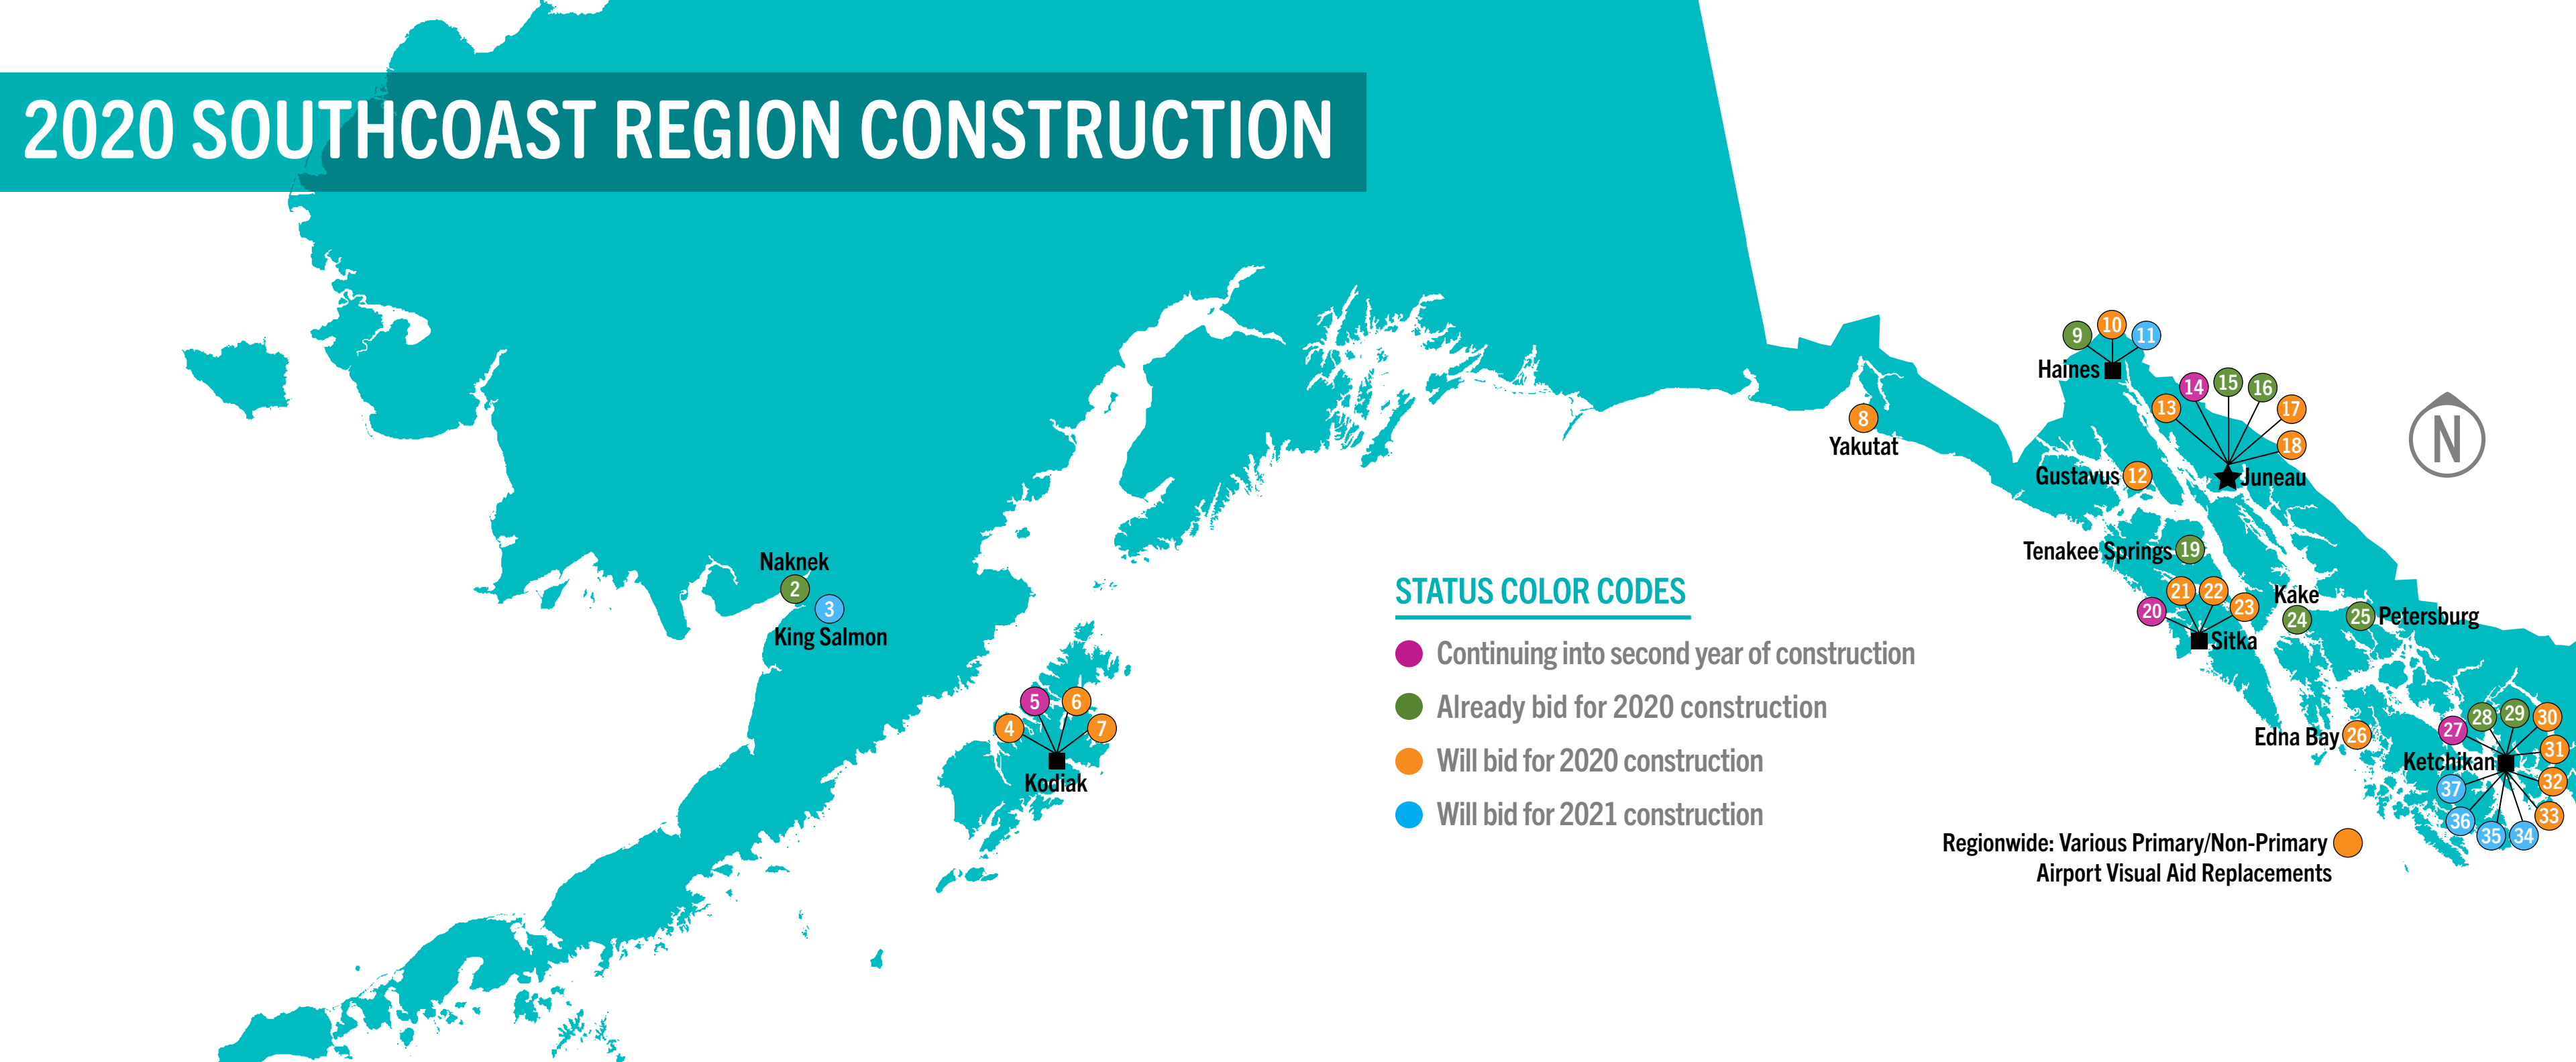 2020 SOUTHCOAST REGION CONSTRUCTION
9
10
11
Haines
14
15
16
13
17
18
8
Yakutat
Gustavus 12
Juneau
N
Tenakee Springs 19
Naknek
2
3
King Salmon
21
22
20
23
Sitka
Kake
24
25 Petersburg
STATUS COLOR CODES
Continuing into second year of construction
Already bid for 2020 construction
Will bid for 2020 construction
Will bid for 2021 construction
5
6
4
7
Kodiak
Edna Bay 26
27
28
29
30
31
Ketchikan
32
37
33
36
35
34
Regionwide: Various Primary/Non-Primary
Airport Visual Aid Replacements